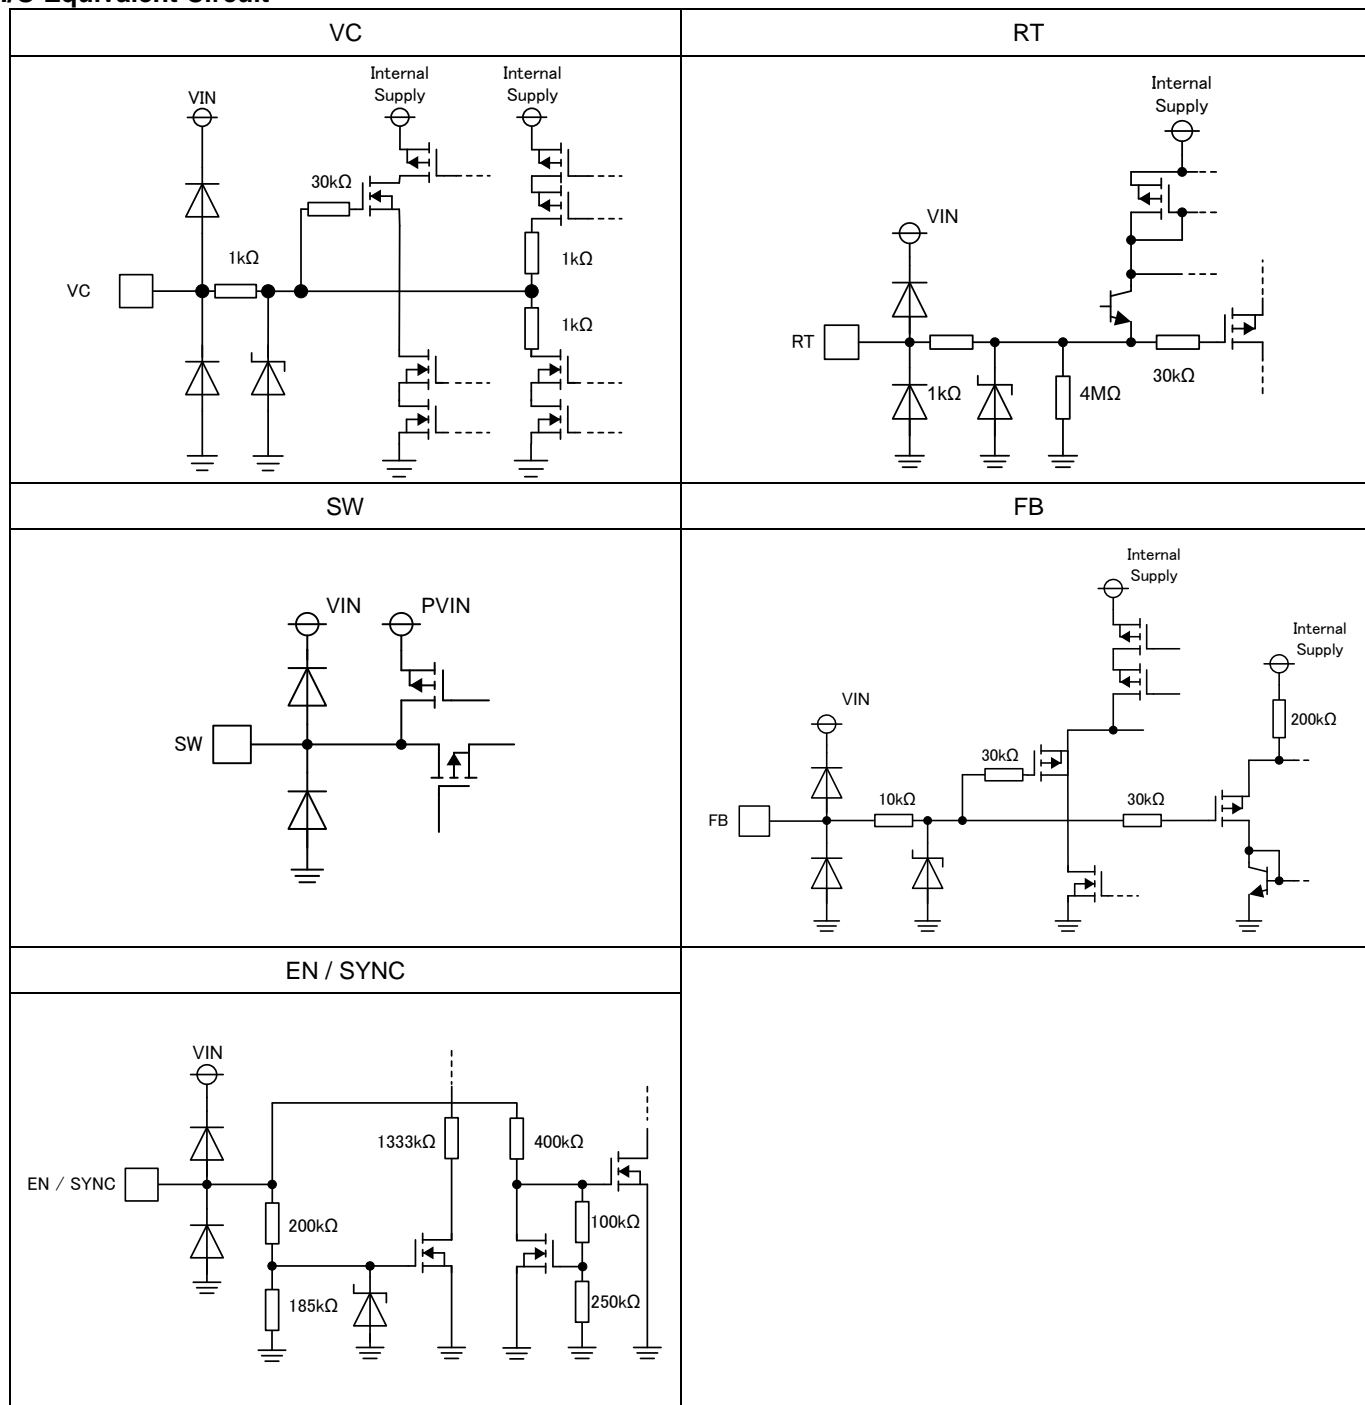 I/O Equivalent Circuit
VC
RT
VIN
Internal
Supply
Internal
Supply
30kΩ
1kΩ
1kΩ
1kΩ
VC
Internal
Supply
VIN
RT
1kΩ
4MΩ
30kΩ
SW
FB
VIN
PVIN
SW
Internal
Supply
Internal
Supply
VIN
200kΩ
30kΩ
10kΩ
30kΩ
FB
EN / SYNC
VIN
1333kΩ
400kΩ
EN / SYNC
200kΩ
100kΩ
185kΩ
250kΩ